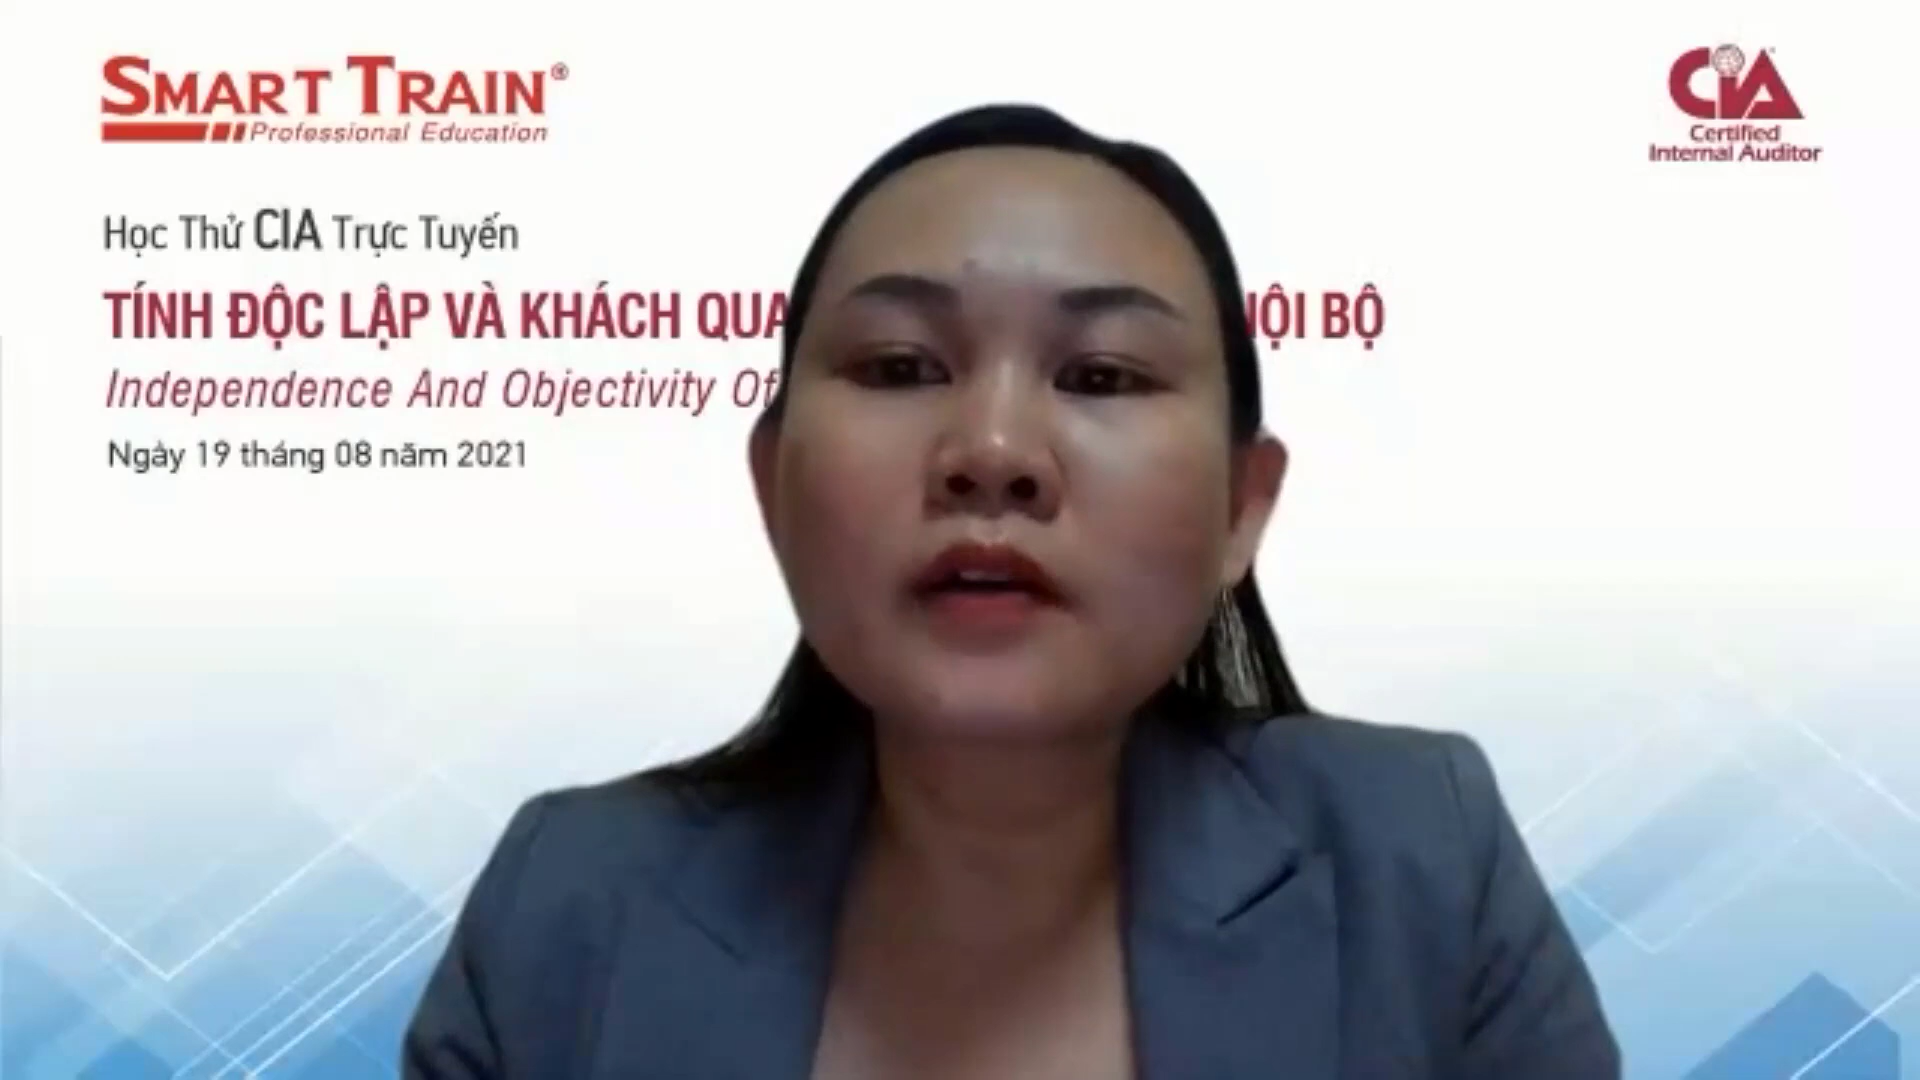 SMART TRAIN®
Professional Education
CIA
Certified
Internal Auditor
Học Thử CIA Trực Tuyến
TÍNH ĐỘC LẬP VÀ KHÁCH QUA NỘI BỘ
Independence And Objectivity Of
Ngày 19 tháng 08 năm 2021